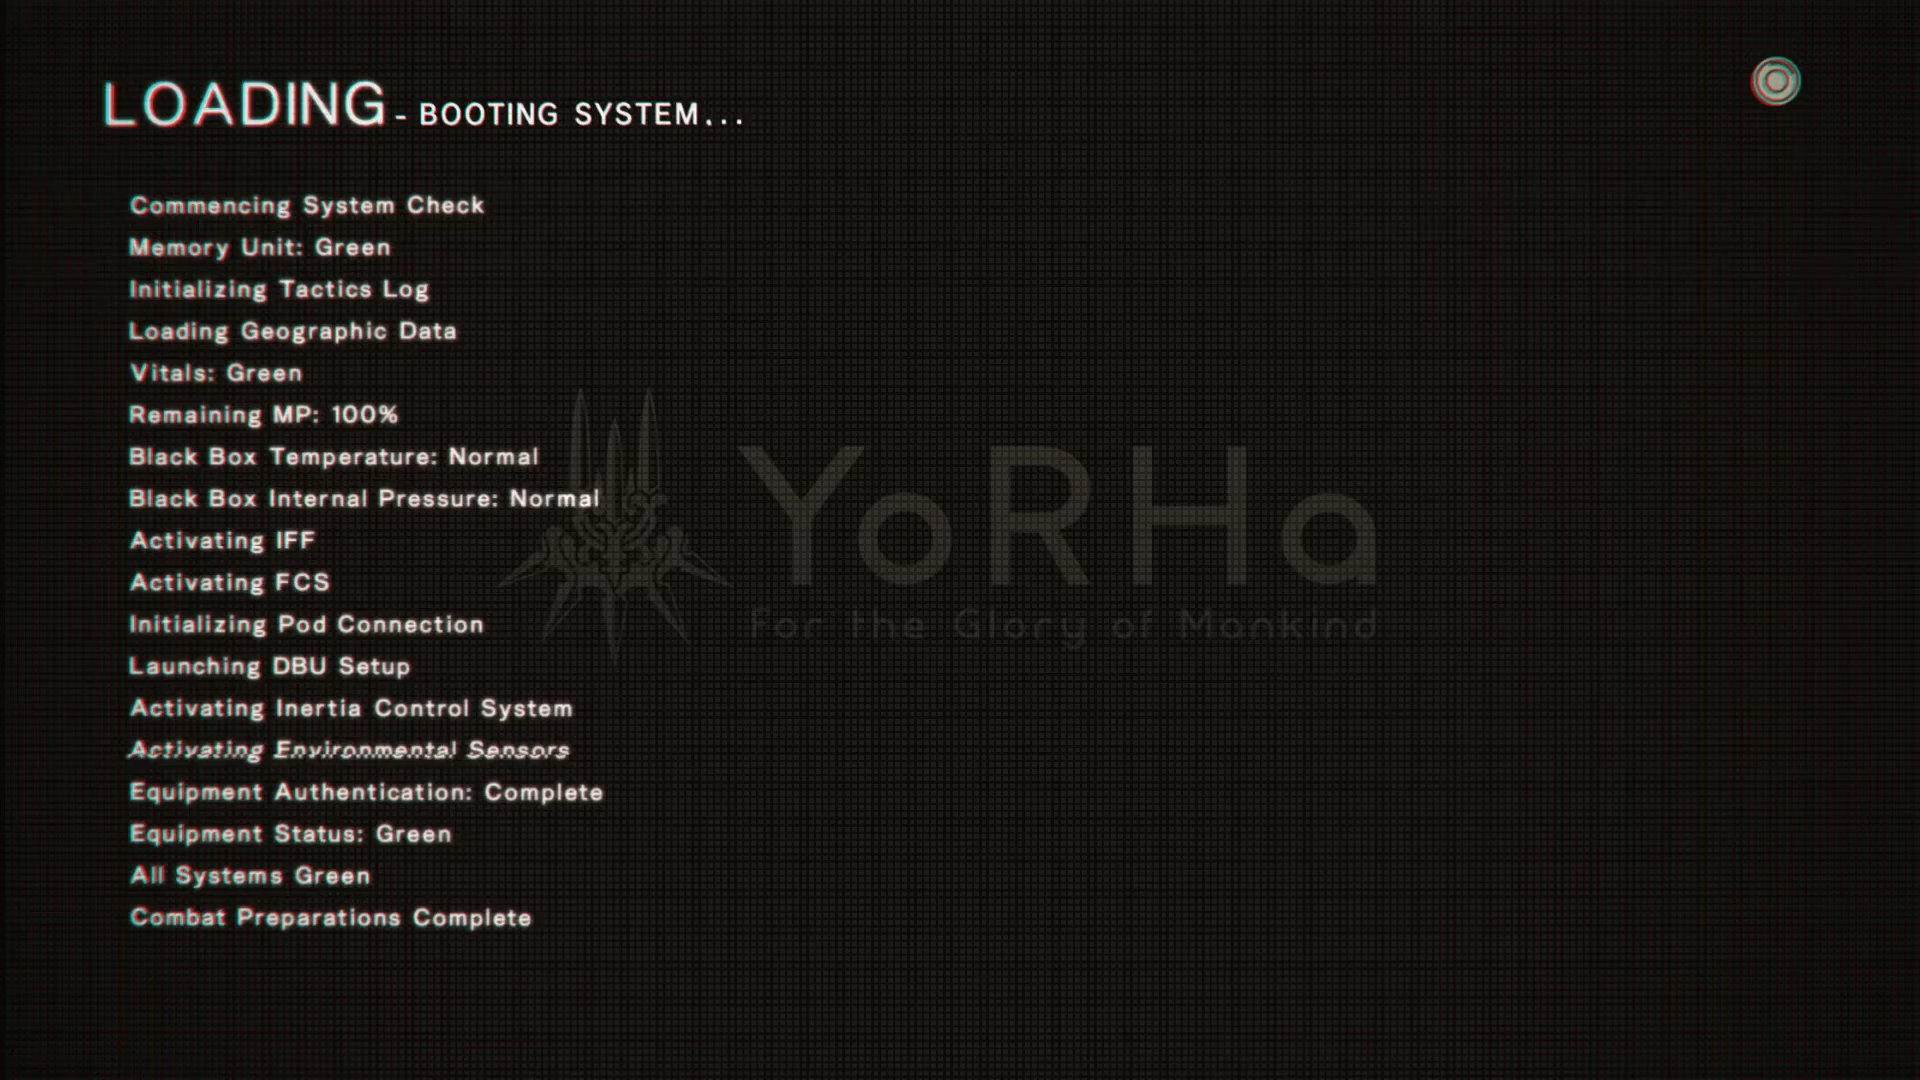 LOADING - BOOTING SYSTEM...
Commencing System Check
Memory Unit: Green
Initializing Tactics Log
Loading Geographic Data
Vitals: Green
Remaining MP: 100%
Black Box Temperature: Normal
Black Box Internal Pressure: Normal
Activating IFF
Activating FCS
Initializing Pod Connection
Launching DBU Setup
Activating Inertia Control System
Activating Environmental Sensors
Equipment Authentication: Complete
Equipment Status: Green
All Systems Green
Combat Preparations Complete
YoRHa
For the Glory of Mankind